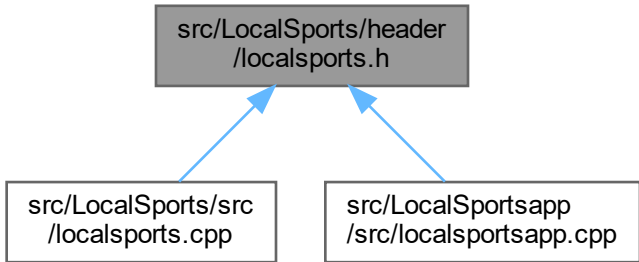 src/LocalSports/header
/localsports.h
src/LocalSports/src
/localsports.cpp
src/LocalSportsapp
/src/localsportsapp.cpp